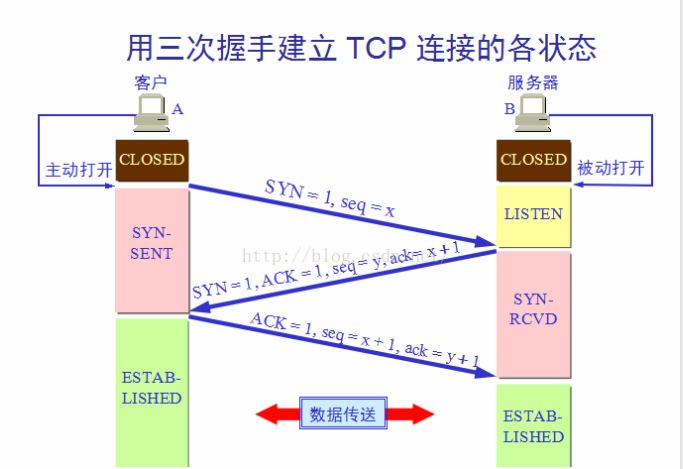 用三次握手建立 TCP 连接的各状态
客户
服务器
A
B
CLOSED
CLOSED
主动打开
被动打开
SYN = 1, seq = x
LISTEN
SYN-
SENT
http://blog.csdn.net/
SYN = 1, ACK = 1, seq = y, ack= x + 1
SYN-
RCVD
ACK = 1, seq = x + 1, ack = y + 1
ESTAB-
LISHED
数据传送
ESTAB-
LISHED